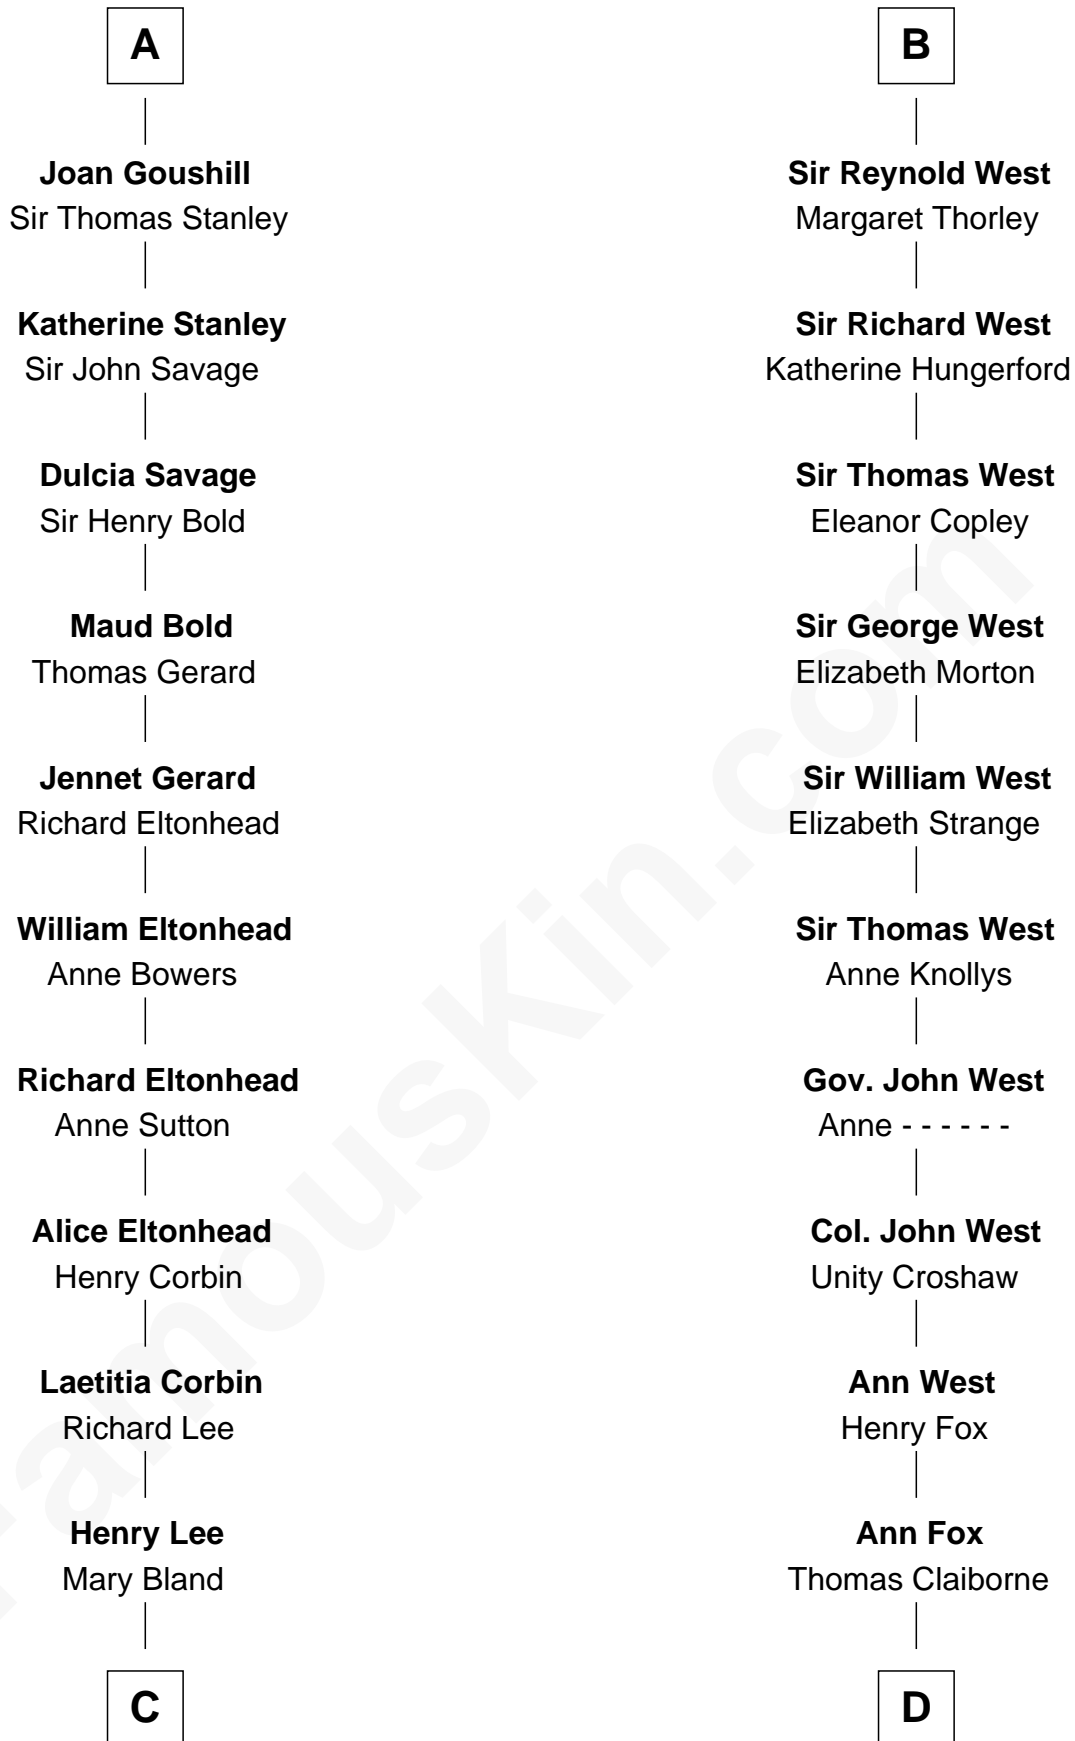 A
Joan Goushill
Sir Thomas Stanley
Katherine Stanley
Sir John Savage
Dulcia Savage
Sir Henry Bold
Maud Bold
Thomas Gerard
Jennet Gerard
Richard Eltonhead
William Eltonhead
Anne Bowers
Richard Eltonhead
Anne Sutton
Alice Eltonhead
Henry Corbin
Laetitia Corbin
Richard Lee
Henry Lee
Mary Bland
C
B
Sir Reynold West
Margaret Thorley
Sir Richard West
Katherine Hungerford
Sir Thomas West
Eleanor Copley
Sir George West
Elizabeth Morton
Sir William West
Elizabeth Strange
Sir Thomas West
Anne Knollys
Gov. John West
Anne - - - - - -
Col. John West
Unity Croshaw
Ann West
Henry Fox
Ann Fox
Thomas Claiborne
D
FamousKin.com